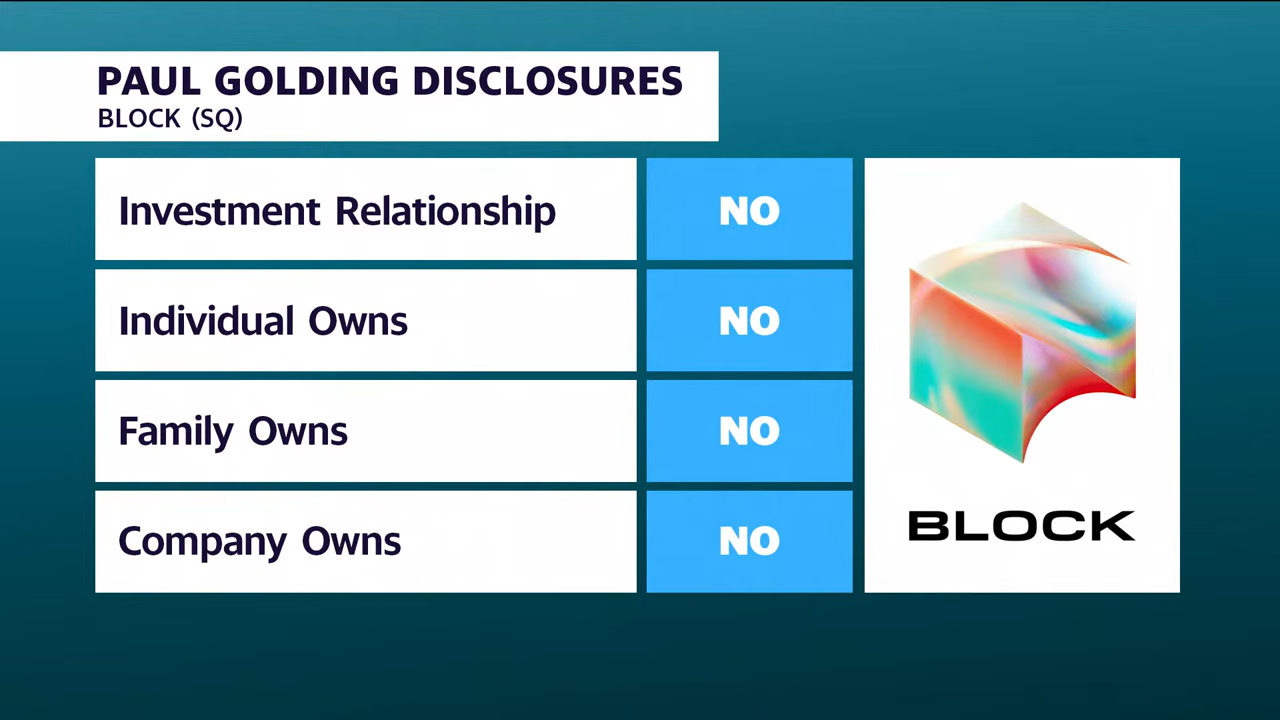 PAUL GOLDING DISCLOSURES
BLOCK (SQ)
Investment Relationship NO
Individual Owns NO
Family Owns NO
Company Owns NO
BLOCK